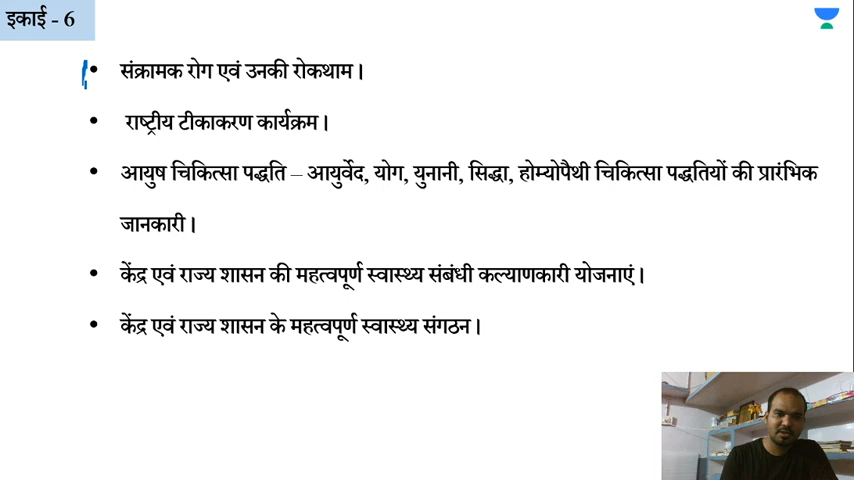 इकाई - 6
• संक्रामक रोग एवं उनकी रोकथाम।
• राष्ट्रीय टीकाकरण कार्यक्रम।
• आयुष चिकित्सा पद्धति – आयुर्वेद, योग, युनानी, सिद्धा, होम्योपैथी चिकित्सा पद्धतियों की प्रारंभिक
जानकारी।
• केंद्र एवं राज्य शासन की महत्वपूर्ण स्वास्थ्य संबंधी कल्याणकारी योजनाएं।
• केंद्र एवं राज्य शासन के महत्वपूर्ण स्वास्थ्य संगठन।